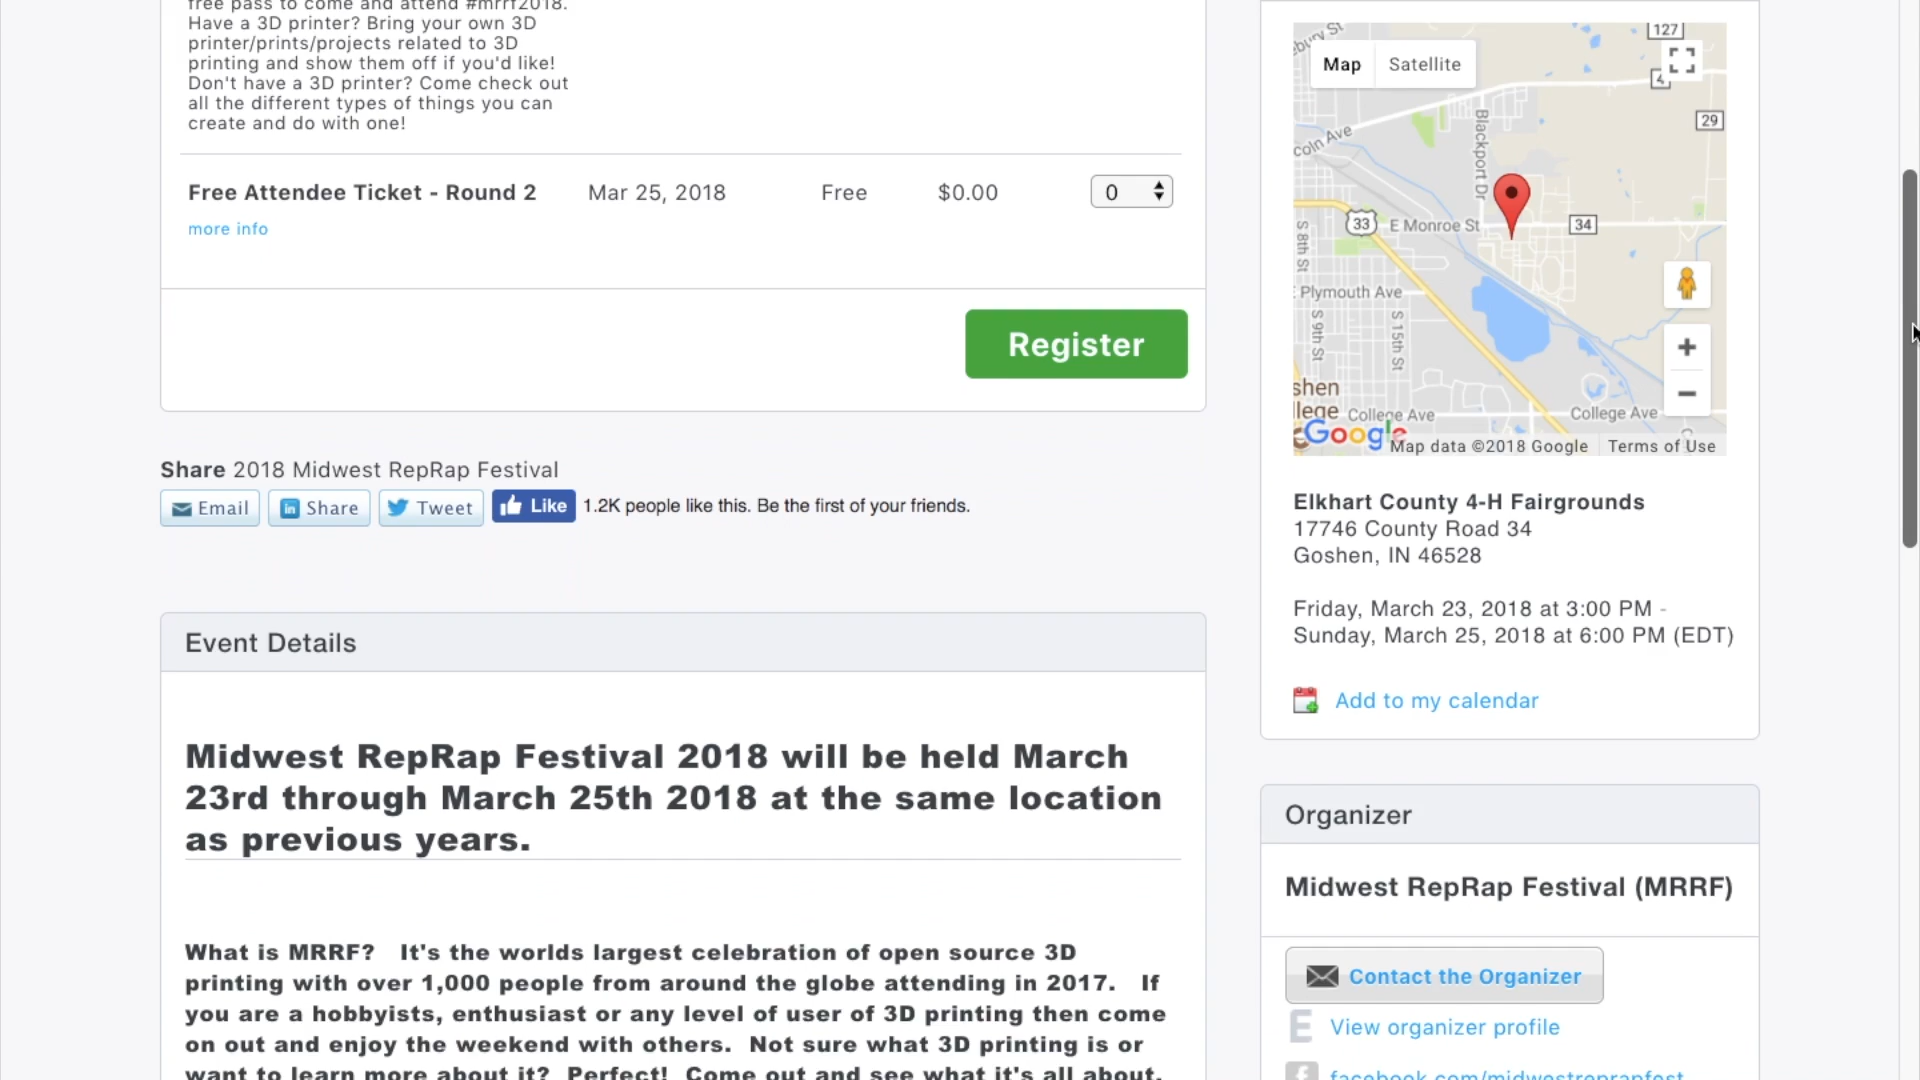 free pass to come and attend #mrrf2018.
Have a 3D printer? Bring your own 3D
printer/prints/projects related to 3D
printing and show them off if you'd like!
Don't have a 3D printer? Come check out
all the different types of things you can
create and do with one!
Free Attendee Ticket - Round 2 Mar 25, 2018 Free $0.00 0
more info
Register
Share 2018 Midwest RepRap Festival
Email Share Tweet Like 1.2K people like this. Be the first of your friends.
Event Details
Midwest RepRap Festival 2018 will be held March
23rd through March 25th 2018 at the same location
as previous years.
What is MRRF? It's the worlds largest celebration of open source 3D
printing with over 1,000 people from around the globe attending in 2017. If
you are a hobbyists, enthusiast or any level of user of 3D printing then come
on out and enjoy the weekend with others. Not sure what 3D printing is or
want to learn more about it? Perfect! Come out and see what it's all about.
ebury St
127
Map Satellite
4
29
coln Ave
Blackport Dr
33
E Monroe St
34
S 8th St
E Plymouth Ave
S 9th St
S 15th St
shen
llege
College Ave
College Ave
Google
Map data ©2018 Google Terms of Use
Elkhart County 4-H Fairgrounds
17746 County Road 34
Goshen, IN 46528
Friday, March 23, 2018 at 3:00 PM -
Sunday, March 25, 2018 at 6:00 PM (EDT)
Add to my calendar
Organizer
Midwest RepRap Festival (MRRF)
Contact the Organizer
View organizer profile
facebook.com/midwestreprapfest